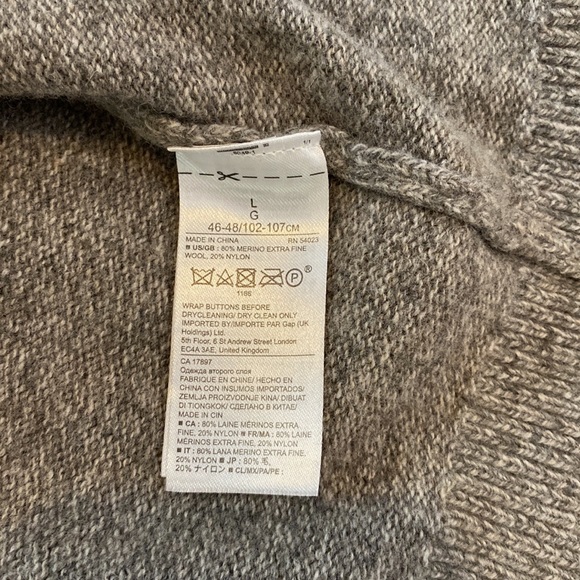 L
G
46-48/102-107CM
MADE IN CHINA RN 54023
■ US/GB : 80% MERINO EXTRA FINE
WOOL, 20% NYLON
P ®
1186
WRAP BUTTONS BEFORE
DRYCLEANING/ DRY CLEAN ONLY
IMPORTED BY/IMPORTE PAR Gap (UK
Holdings) Ltd.
5th Floor, 6 St Andrew Street London
EC4A 3AE, United Kingdom
CA 17897
Одежда второго слоя
FABRIQUE EN CHINE/ HECHO EN
CHINA CON INSUMOS IMPORTADOS/
ZEMLJA PROIZVODNJE KINA/ DIBUAT
DI TIONGKOK/ СДЕЛАНО В КИТАЕ/
MADE IN CIN
■ CA : 80% LAINE MÉRINOS EXTRA
FINE, 20% NYLON ■ FR/MA : 80% LAINE
MÉRINOS EXTRA FINE, 20% NYLON
■ IT : 80% LANA MERINO EXTRA FINE,
20% NYLON ■ JP : 80% 毛,
20% ナイロン ■ CL/MX/PA/PE :